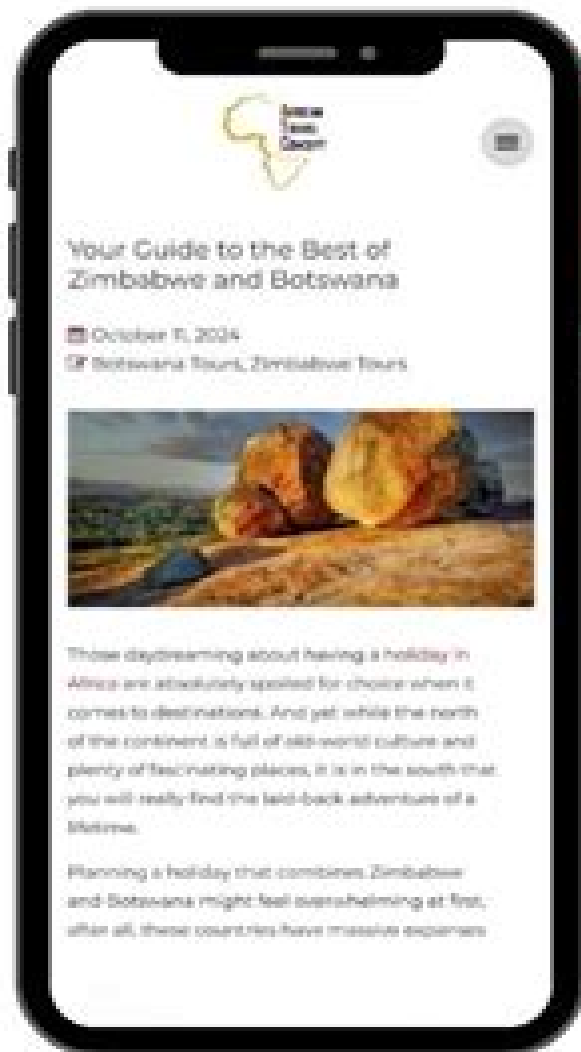 Your Guide to the Best of
Zimbabwe and Botswana
October 11, 2024
Botswana Tours, Zimbabwe Tours
Those daydreaming about having a holiday in
Africa are absolutely spoiled for choice when it
comes to destinations. And yet while the north
of the continent is full of old-world culture and
plenty of fascinating places, it is in the south that
you will really find the laid-back adventure of a
lifetime.
Planning a holiday that combines Zimbabwe
and Botswana might feel overwhelming at first,
after all, these countries have massive expanses